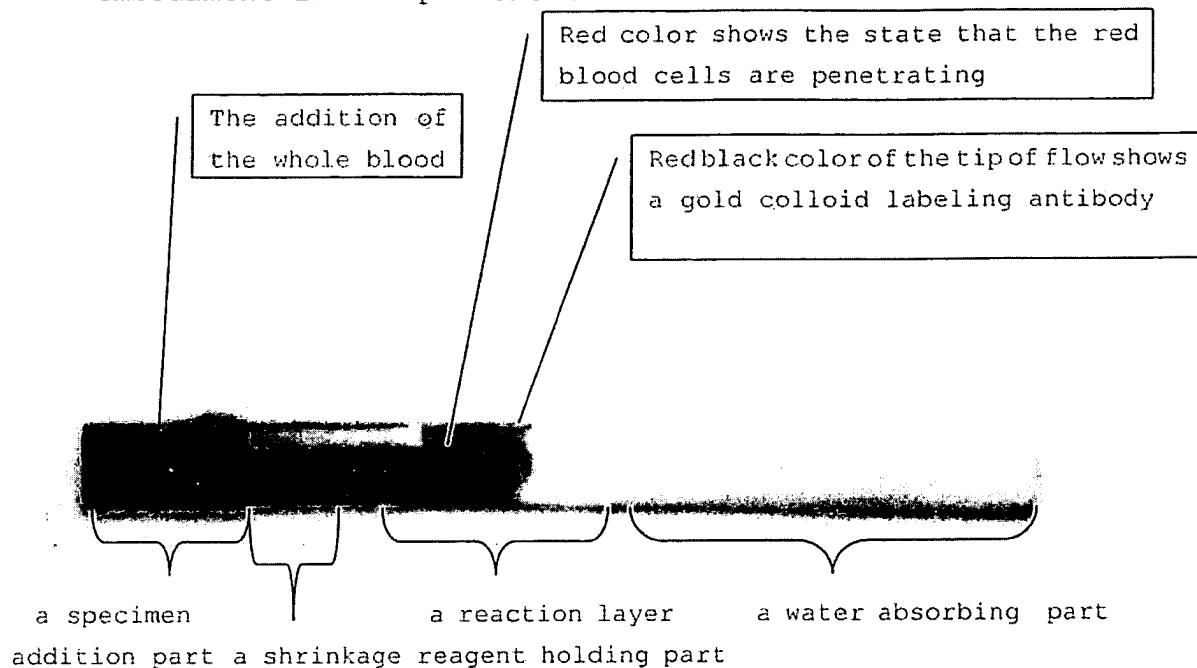 Red color shows the state that the red
blood cells are penetrating
The addition of
the whole blood
Red black color of the tip of flow shows
a gold colloid labeling antibody
a specimen
addition part
a shrinkage reagent holding part
a reaction layer
a water absorbing part